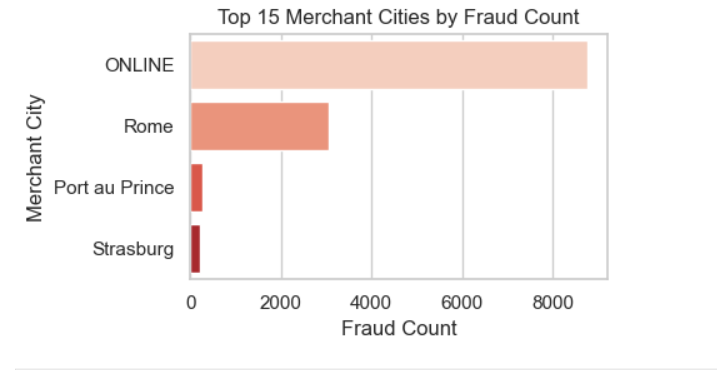 Top 15 Merchant Cities by Fraud Count
Merchant City
ONLINE
Rome
Port au Prince
Strasburg
0 2000 4000 6000 8000
Fraud Count